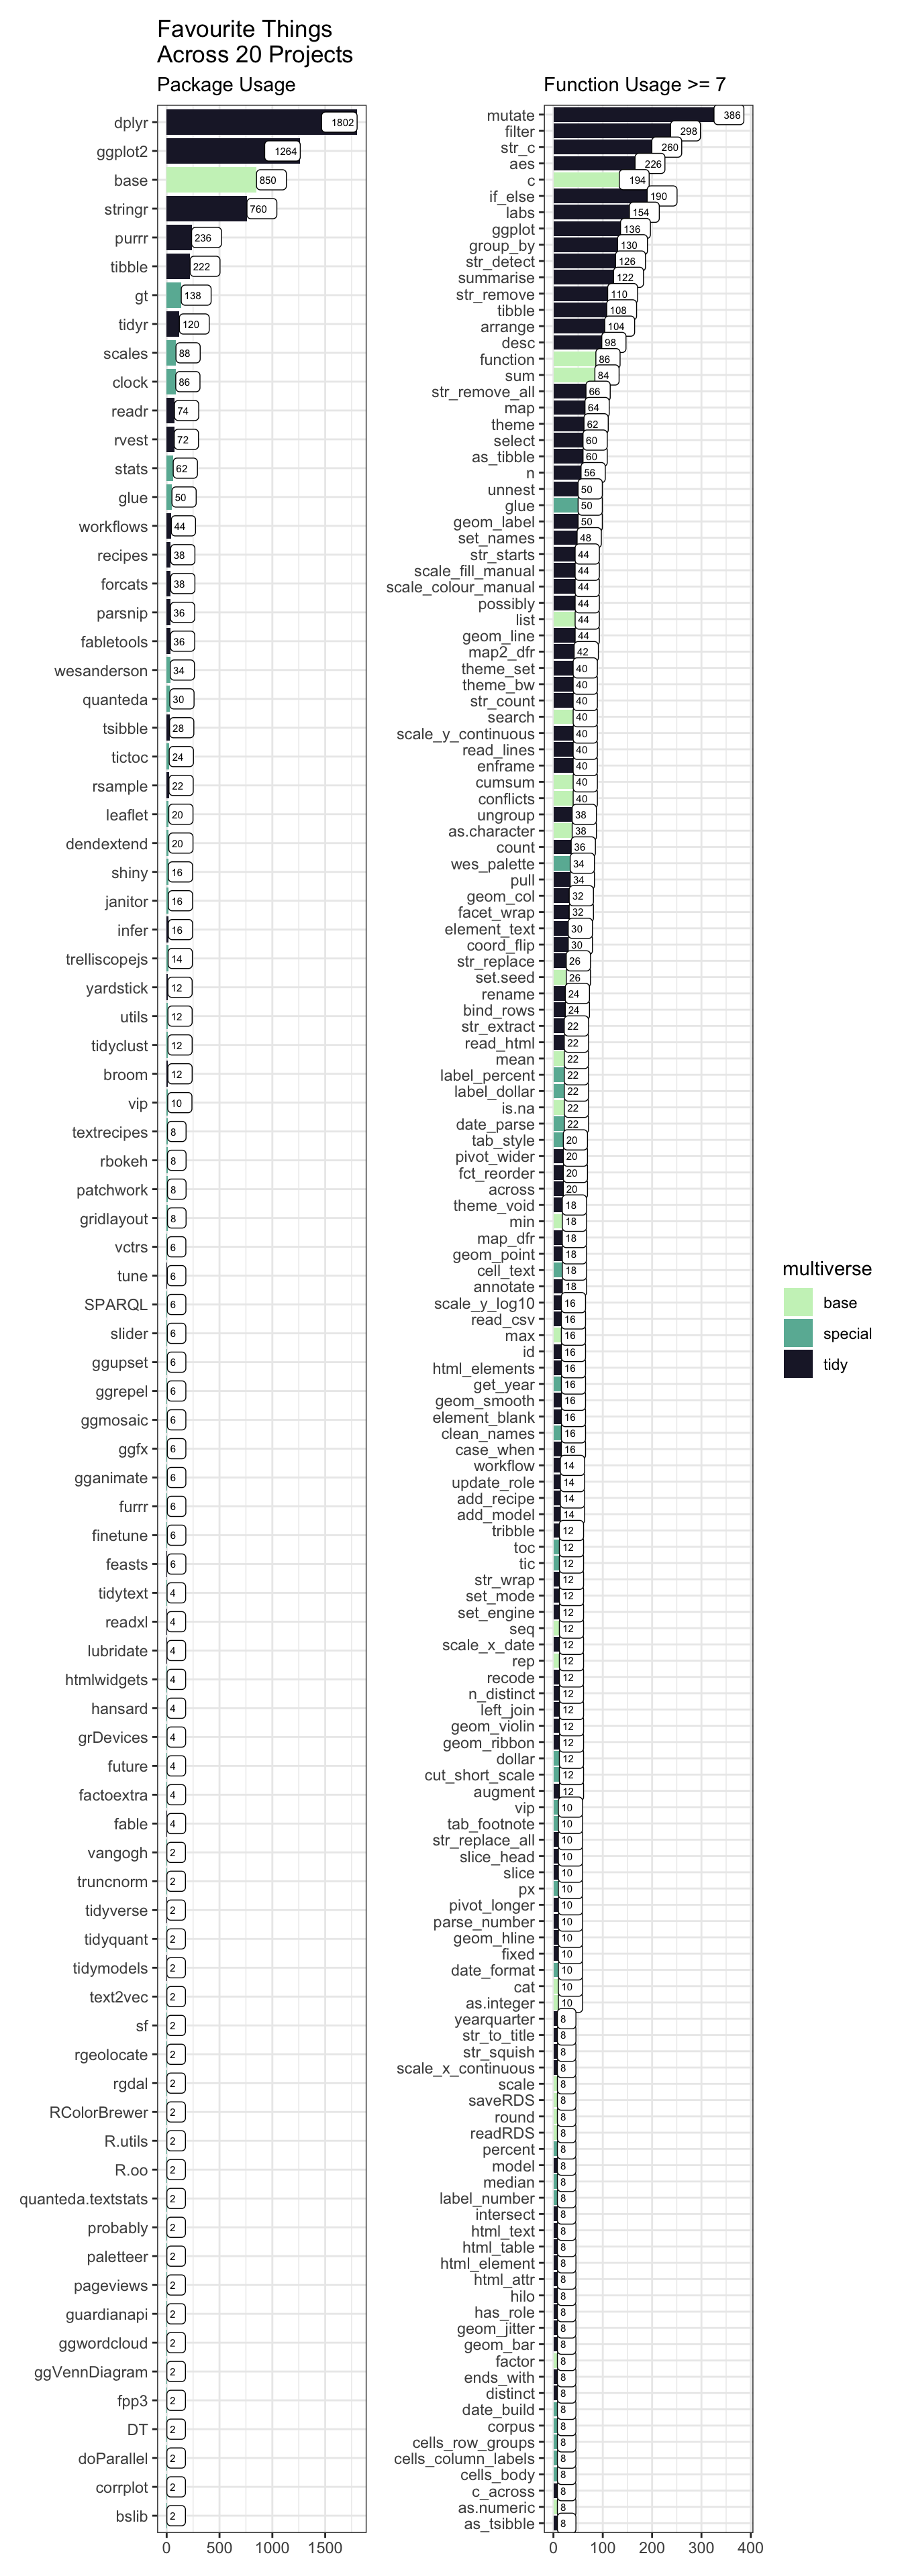 Favourite Things
Across 20 Projects
Package Usage
dplyr 1802
ggplot2 1264
base 850
stringr 760
purrr 236
tibble 222
gt 138
tidyr 120
scales 88
clock 86
readr 74
rvest 72
stats 62
glue 50
workflows 44
recipes 38
forcats 38
parsnip 36
fabletools 36
wesanderson 34
quanteda 30
tsibble 28
tictoc 24
rsample 22
leaflet 20
dendextend 20
shiny 16
janitor 16
infer 16
trelliscopejs 14
yardstick 12
utils 12
tidyclust 12
broom 12
vip 10
textrecipes 8
rbokeh 8
patchwork 8
gridlayout 8
vctrs 6
tune 6
SPARQL 6
slider 6
ggupset 6
ggrepel 6
ggmosaic 6
ggfx 6
gganimate 6
furrr 6
finetune 6
feasts 6
tidytext 4
readxl 4
lubridate 4
htmlwidgets 4
hansard 4
grDevices 4
future 4
factoextra 4
fable 4
vangogh 2
truncnorm 2
tidyverse 2
tidyquant 2
tidymodels 2
text2vec 2
sf 2
rgeolocate 2
rgdal 2
RColorBrewer 2
R.utils 2
R.oo 2
quanteda.textstats 2
probably 2
paletteer 2
pageviews 2
guardianapi 2
ggwordcloud 2
ggVennDiagram 2
fpp3 2
DT 2
doParallel 2
corrplot 2
bslib 2
0 500 1000 1500
Function Usage >= 7
mutate 386
filter 298
str_c 260
aes 226
c 194
if_else 190
labs 154
ggplot 136
group_by 130
str_detect 126
summarise 122
str_remove 110
tibble 108
arrange 104
desc 98
function 86
sum 84
str_remove_all 66
map 64
theme 62
select 60
as_tibble 60
n 56
unnest 50
glue 50
geom_label 50
set_names 48
str_starts 44
scale_fill_manual 44
scale_colour_manual 44
possibly 44
list 44
geom_line 44
map2_dfr 42
theme_set 40
theme_bw 40
str_count 40
search 40
scale_y_continuous 40
read_lines 40
enframe 40
cumsum 40
conflicts 40
ungroup 38
as.character 38
count 36
wes_palette 34
pull 34
geom_col 32
facet_wrap 32
element_text 30
coord_flip 30
str_replace 26
set.seed 26
rename 24
bind_rows 24
str_extract 22
read_html 22
mean 22
label_percent 22
label_dollar 22
is.na 22
date_parse 22
tab_style 20
pivot_wider 20
fct_reorder 20
across 20
theme_void 18
min 18
map_dfr 18
geom_point 18
cell_text 18
annotate 18
scale_y_log10 16
read_csv 16
max 16
id 16
html_elements 16
get_year 16
geom_smooth 16
element_blank 16
clean_names 16
case_when 16
workflow 14
update_role 14
add_recipe 14
add_model 14
tribble 12
toc 12
tic 12
str_wrap 12
set_mode 12
set_engine 12
seq 12
scale_x_date 12
rep 12
recode 12
n_distinct 12
left_join 12
geom_violin 12
geom_ribbon 12
dollar 12
cut_short_scale 12
augment 12
vip 10
tab_footnote 10
str_replace_all 10
slice_head 10
slice 10
px 10
pivot_longer 10
parse_number 10
geom_hline 10
fixed 10
date_format 10
cat 10
as.integer 10
yearquarter 8
str_to_title 8
str_squish 8
scale_x_continuous 8
scale 8
saveRDS 8
round 8
readRDS 8
percent 8
model 8
median 8
label_number 8
intersect 8
html_text 8
html_table 8
html_element 8
html_attr 8
hilo 8
has_role 8
geom_jitter 8
geom_bar 8
factor 8
ends_with 8
distinct 8
date_build 8
corpus 8
cells_row_groups 8
cells_column_labels 8
cells_body 8
c_across 8
as.numeric 8
as_tsibble 8
0 100 200 300 400
multiverse
base
special
tidy